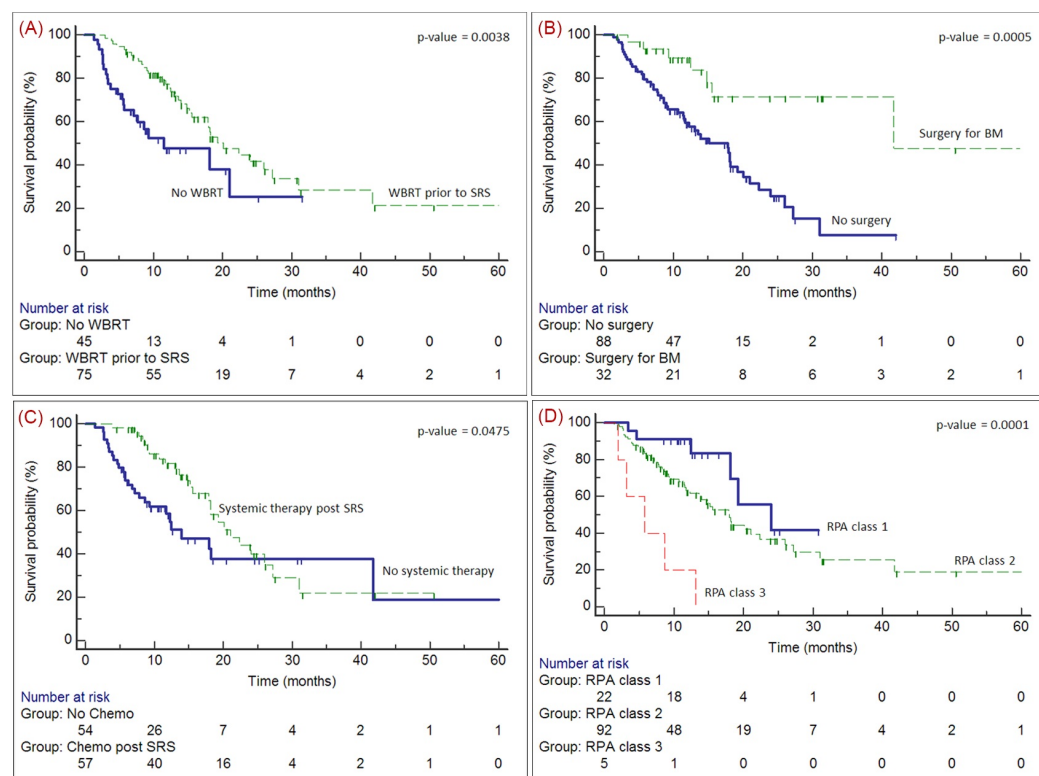 (A)
p-value = 0.0038
Survival probability (%)
100
80
60
40
20
0
No WBRT
WBRT prior to SRS
0 10 20 30 40 50 60
Time (months)
Number at risk
Group: No WBRT
45 13 4 1 0 0 0
Group: WBRT prior to SRS
75 55 19 7 4 2 1
(B)
p-value = 0.0005
Survival probability (%)
100
80
60
40
20
0
Surgery for BM
No surgery
0 10 20 30 40 50 60
Time (months)
Number at risk
Group: No surgery
88 47 15 2 1 0 0
Group: Surgery for BM
32 21 8 6 3 2 1
(C)
p-value = 0.0475
Survival probability (%)
100
80
60
40
20
0
Systemic therapy post SRS
No systemic therapy
0 10 20 30 40 50 60
Time (months)
Number at risk
Group: No Chemo
54 26 7 4 2 1 1
Group: Chemo post SRS
57 40 16 4 2 1 0
(D)
p-value = 0.0001
Survival probability (%)
100
80
60
40
20
0
RPA class 1
RPA class 2
RPA class 3
0 10 20 30 40 50 60
Time (months)
Number at risk
Group: RPA class 1
22 18 4 1 0 0 0
Group: RPA class 2
92 48 19 7 4 2 1
Group: RPA class 3
5 1 0 0 0 0 0